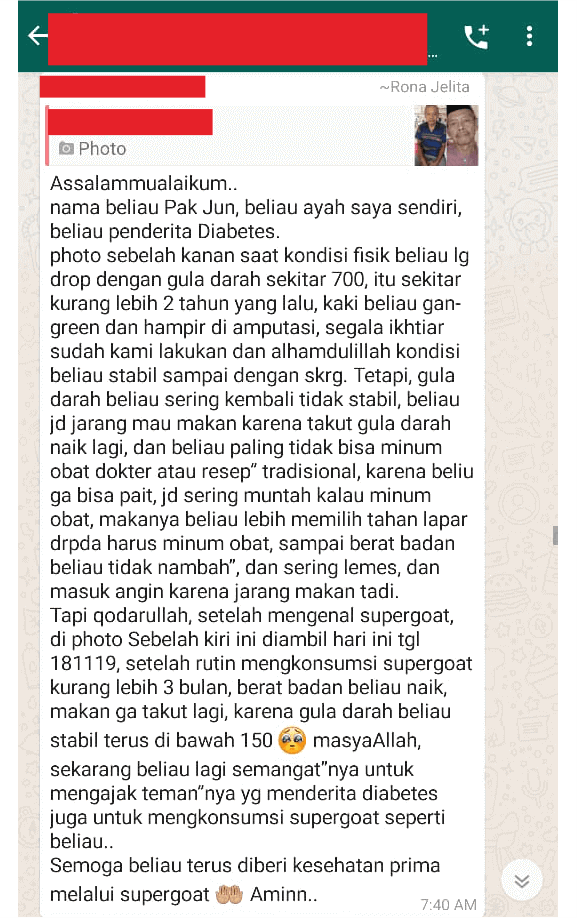 ...
~Rona Jelita
Photo
Assalammualaikum..
nama beliau Pak Jun, beliau ayah saya sendiri,
beliau penderita Diabetes.
photo sebelah kanan saat kondisi fisik beliau lg
drop dengan gula darah sekitar 700, itu sekitar
kurang lebih 2 tahun yang lalu, kaki beliau gan-
green dan hampir di amputasi, segala ikhtiar
sudah kami lakukan dan alhamdulillah kondisi
beliau stabil sampai dengan skrg. Tetapi, gula
darah beliau sering kembali tidak stabil, beliau
jd jarang mau makan karena takut gula darah
naik lagi, dan beliau paling tidak bisa minum
obat dokter atau resep" tradisional, karena beliu
ga bisa pait, jd sering muntah kalau minum
obat, makanya beliau lebih memilih tahan lapar
drpda harus minum obat, sampai berat badan
beliau tidak nambah", dan sering lemes, dan
masuk angin karena jarang makan tadi.
Tapi qodarullah, setelah mengenal supergoat,
di photo Sebelah kiri ini diambil hari ini tgl
181119, setelah rutin mengkonsumsi supergoat
kurang lebih 3 bulan, berat badan beliau naik,
makan ga takut lagi, karena gula darah beliau
stabil terus di bawah 150 🥺 masyaAllah,
sekarang beliau lagi semangat"nya untuk
mengajak teman"nya yg menderita diabetes
juga untuk mengkonsumsi supergoat seperti
beliau..
Semoga beliau terus diberi kesehatan prima
melalui supergoat 🤲🏼 Aminn..
7:40 AM